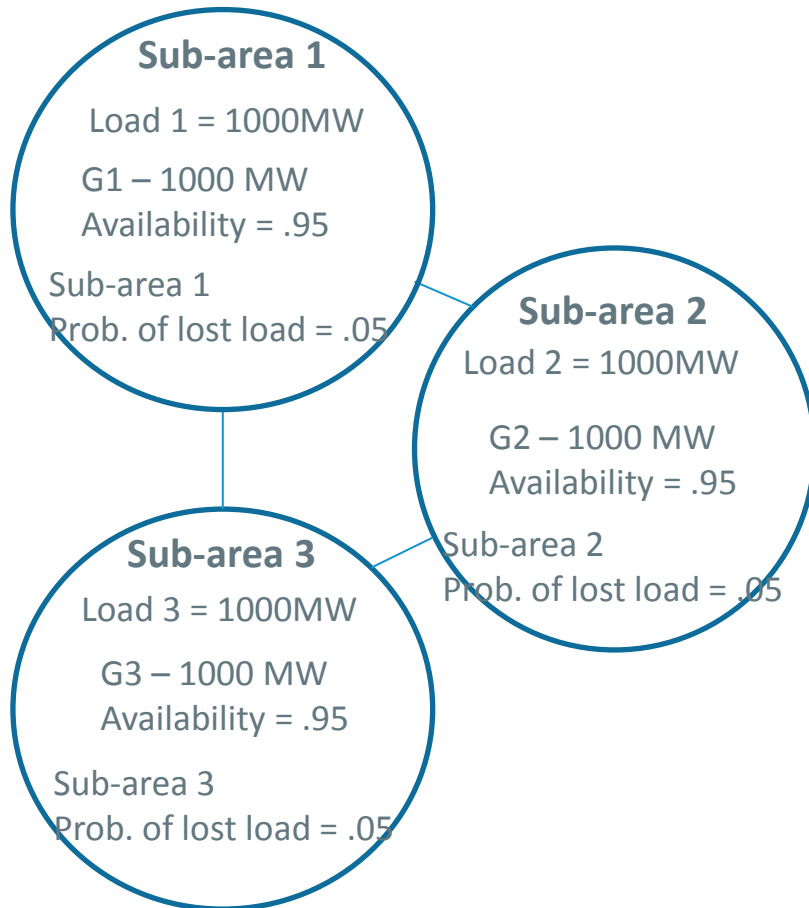 Sub-area 1
Load 1 = 1000MW
G1 – 1000 MW
Availability = .95
Sub-area 1
Prob. of lost load = .05
Sub-area 2
Load 2 = 1000MW
G2 – 1000 MW
Availability = .95
Sub-area 2
Prob. of lost load = .05
Sub-area 3
Load 3 = 1000MW
G3 – 1000 MW
Availability = .95
Sub-area 3
Prob. of lost load = .05